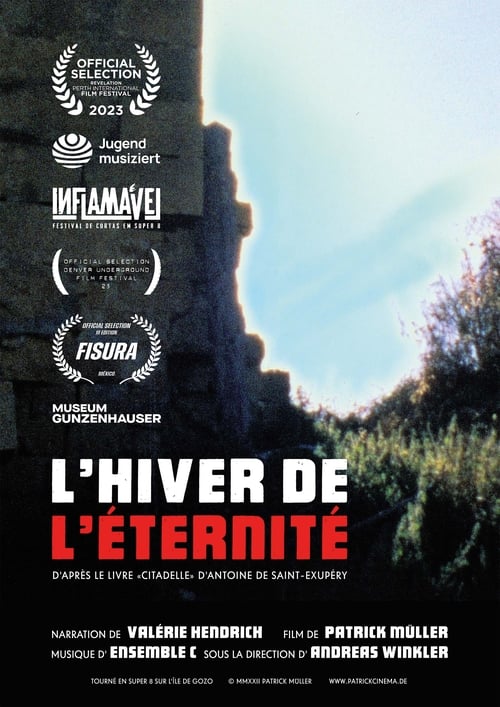 OFFICIAL
SELECTION
REVELATION
PERTH INTERNATIONAL
FILM FESTIVAL
2023
Jugend
musiziert
INFLAMÁVEL
FESTIVAL DE CURTAS EM SUPER 8
OFFICIAL SELECTION
DENVER UNDERGROUND
FILM FESTIVAL
23
OFFICIAL SELECTION
III EDITION
FISURA
MÉXICO
MUSEUM
GUNZENHAUSER
L'HIVER DE
L'ÉTERNITÉ
D'APRÈS LE LIVRE «CITADELLE» D'ANTOINE DE SAINT-EXUPÉRY
NARRATION DE VALÉRIE HENDRICH FILM DE PATRICK MÜLLER
MUSIQUE D' ENSEMBLE C SOUS LA DIRECTION D' ANDREAS WINKLER
TOURNÉ EN SUPER 8 SUR L'ÎLE DE GOZO © MMXXII PATRICK MÜLLER WWW.PATRICKCINEMA.DE